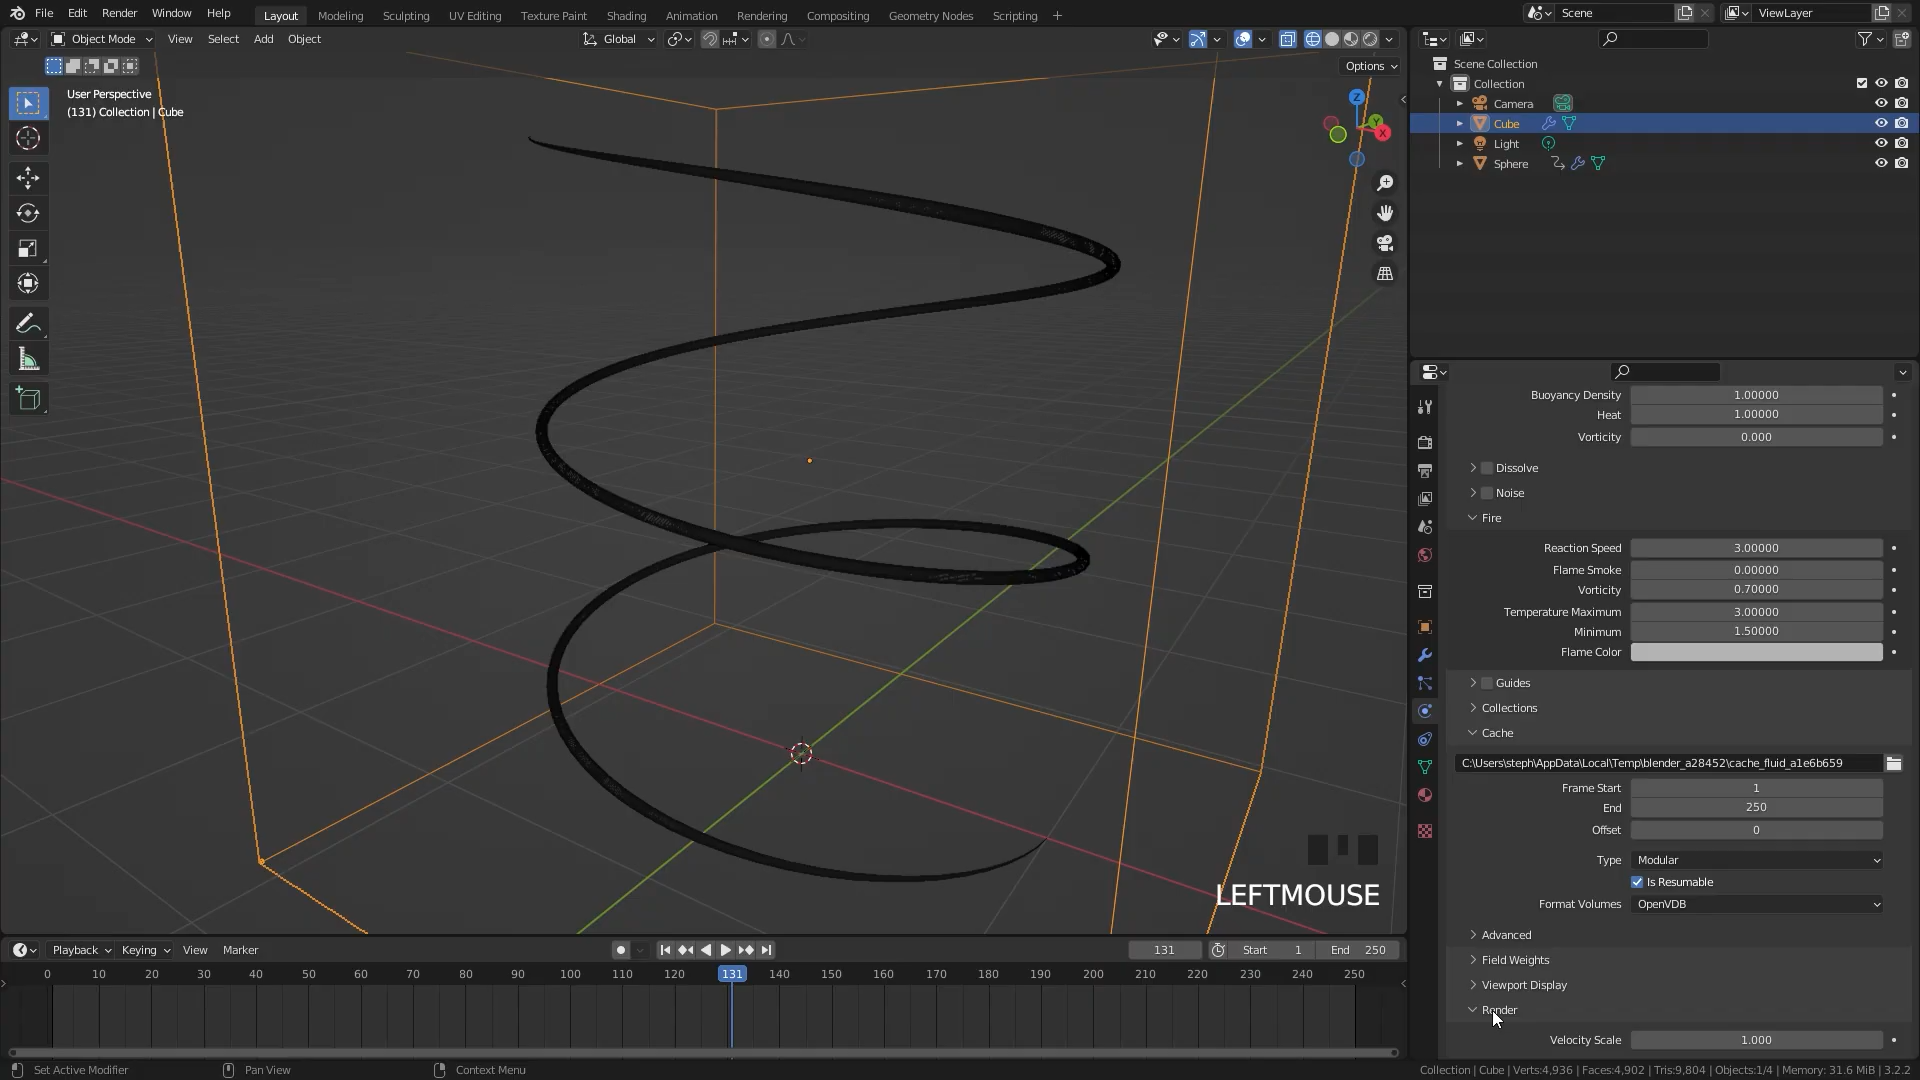 File Edit Render Window Help
Layout Modeling Sculpting UV Editing Texture Paint Shading Animation Rendering Compositing Geometry Nodes Scripting +
Scene
ViewLayer
Object Mode View Select Add Object
Global
Options
User Perspective
(131) Collection | Cube
Z
Y
X
LEFTMOUSE
Scene Collection
Collection
Camera
Cube
Light
Sphere
Buoyancy Density 1.00000
Heat 1.00000
Vorticity 0.000
Dissolve
Noise
Fire
Reaction Speed 3.00000
Flame Smoke 0.00000
Vorticity 0.70000
Temperature Maximum 3.00000
Minimum 1.50000
Flame Color
Guides
Collections
Cache
C:\Users\steph\AppData\Local\Temp\blender_a28452\cache_fluid_a1e6b659
Frame Start 1
End 250
Offset 0
Type Modular
Is Resumable
Format Volumes OpenVDB
Advanced
Field Weights
Viewport Display
Render
Velocity Scale 1.000
Playback Keying View Marker
131 Start 1 End 250
0 10 20 30 40 50 60 70 80 90 100 110 120 131 140 150 160 170 180 190 200 210 220 230 240 250
Set Active Modifier Pan View Context Menu
Collection | Cube | Verts:4,936 | Faces:4,902 | Tris:9,804 | Objects:1/4 | Memory: 31.6 MiB | 3.2.2